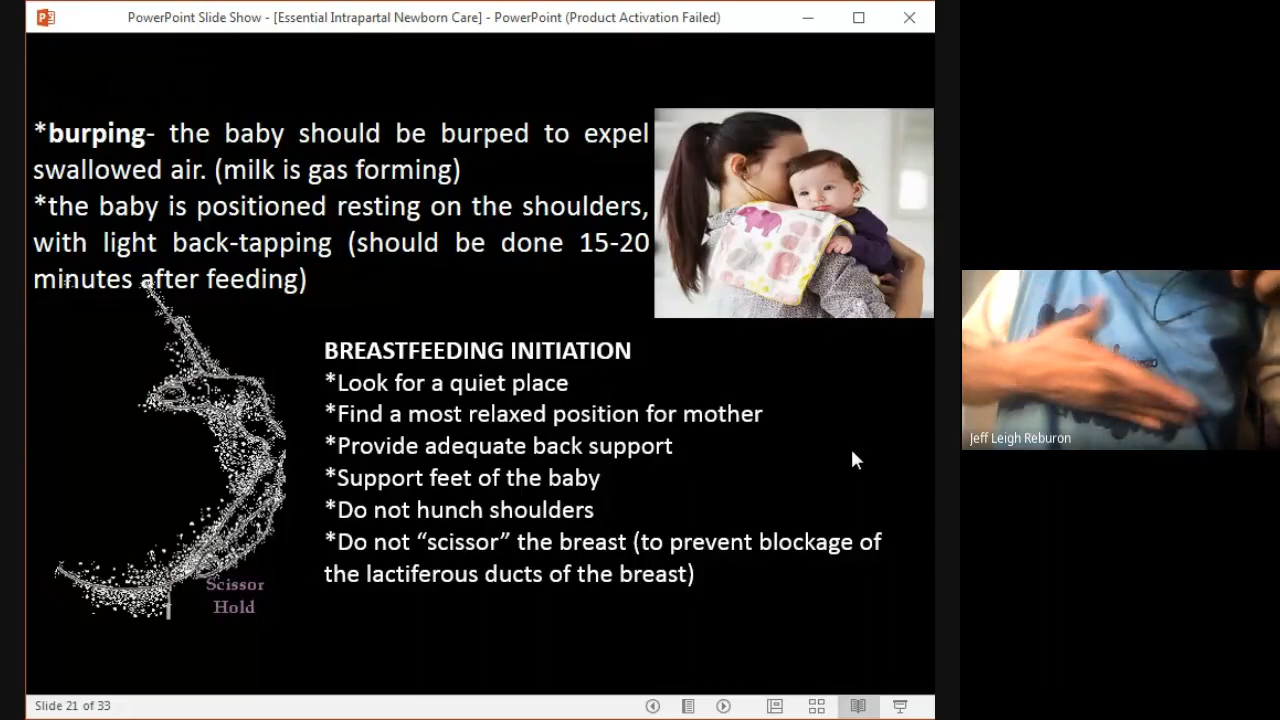 PowerPoint Slide Show - [Essential Intrapartal Newborn Care] - PowerPoint (Product Activation Failed)
*burping- the baby should be burped to expel
swallowed air. (milk is gas forming)
*the baby is positioned resting on the shoulders,
with light back-tapping (should be done 15-20
minutes after feeding)
BREASTFEEDING INITIATION
*Look for a quiet place
*Find a most relaxed position for mother
*Provide adequate back support
*Support feet of the baby
*Do not hunch shoulders
*Do not “scissor” the breast (to prevent blockage of
the lactiferous ducts of the breast)
Scissor
Hold
Jeff Leigh Reburon
Slide 21 of 33